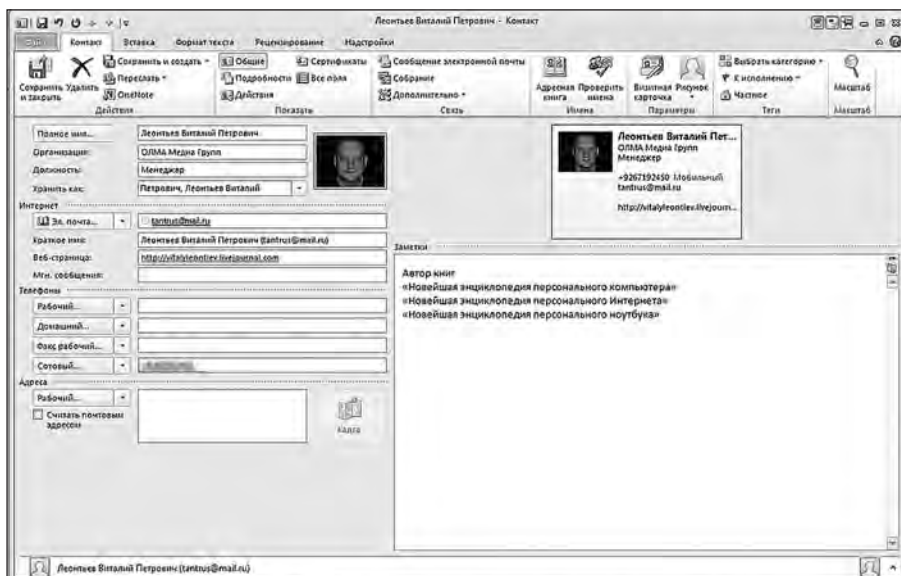 Леонтьев Виталий Петрович - Контакт
Файл Контакт Вставка Формат текста Рецензирование Надстройки
Сохранить и закрыть
Удалить
Сохранить и создать
Переслать
OneNote
Действия
Общие
Подробности
Действия
Сертификаты
Все поля
Показать
Сообщение электронной почты
Собрание
Дополнительно
Связь
Адресная книга
Проверить имена
Имена
Визитная карточка
Рисунок
Параметры
Выбрать категорию
К исполнению
Частное
Теги
Масштаб
Масштаб
Полное имя... Леонтьев Виталий Петрович
Организация: ОЛМА Медиа Групп
Должность: Менеджер
Хранить как: Петрович, Леонтьев Виталий
Интернет
Эл. почта... tantrus@mail.ru
Краткое имя: Леонтьев Виталий Петрович (tantrus@mail.ru)
Веб-страница: http://vitalyleontiev.livejournal.com
Мгн. сообщения:
Телефоны
Рабочий...
Домашний...
Факс рабочий...
Сотовый...
Адреса
Рабочий...
Считать почтовым адресом
Карта
Леонтьев Виталий Пет...
ОЛМА Медиа Групп
Менеджер
+9267192450 Мобильный
tantrus@mail.ru
http://vitalyleontiev.livejourn...
Заметки
Автор книг
«Новейшая энциклопедия персонального компьютера»
«Новейшая энциклопедия персонального Интернета»
«Новейшая энциклопедия персонального ноутбука»
Леонтьев Виталий Петрович (tantrus@mail.ru)